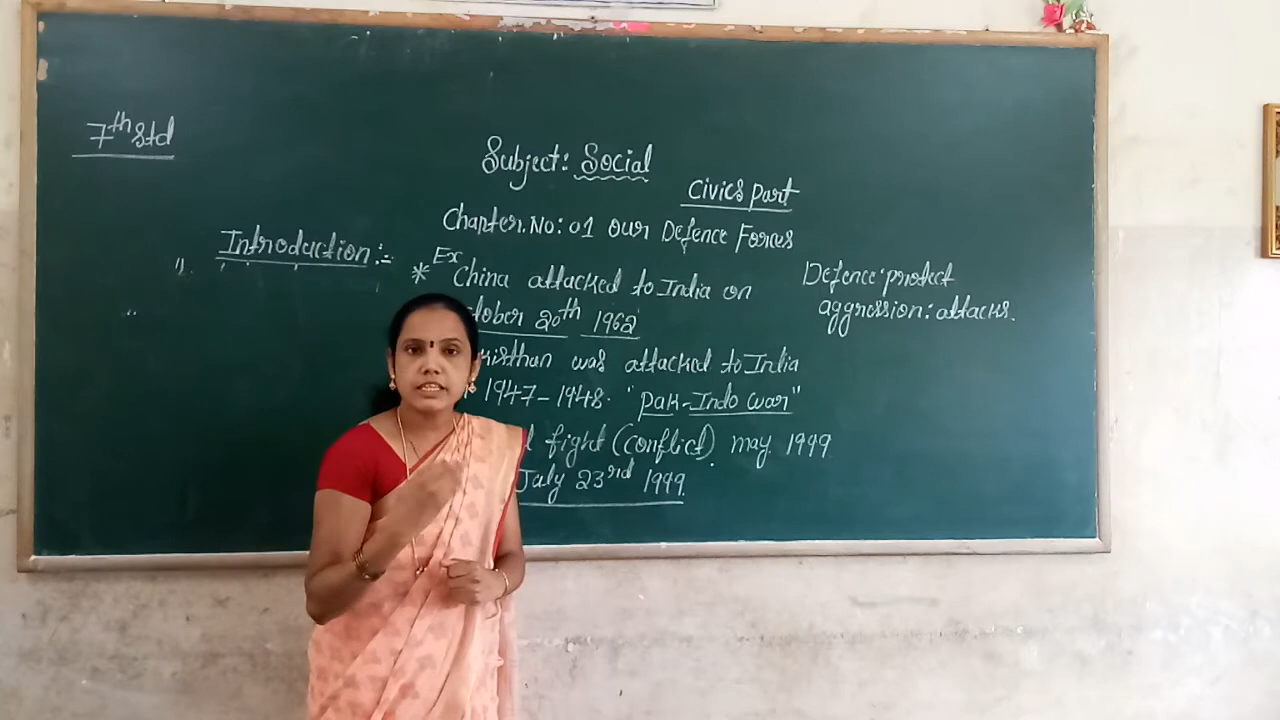 7th Std
Subject: Social
Civics part
Chapter.No: 01 Our Defence Forces
Introduction:-
* Ex China attacked to India on
tober 20th 1962
kisthan was attacked to India
1947-1948. "pak-Indo war"
fight (conflict). may. 1999
July 23rd 1999.
Defence: protect
aggression: attacks.